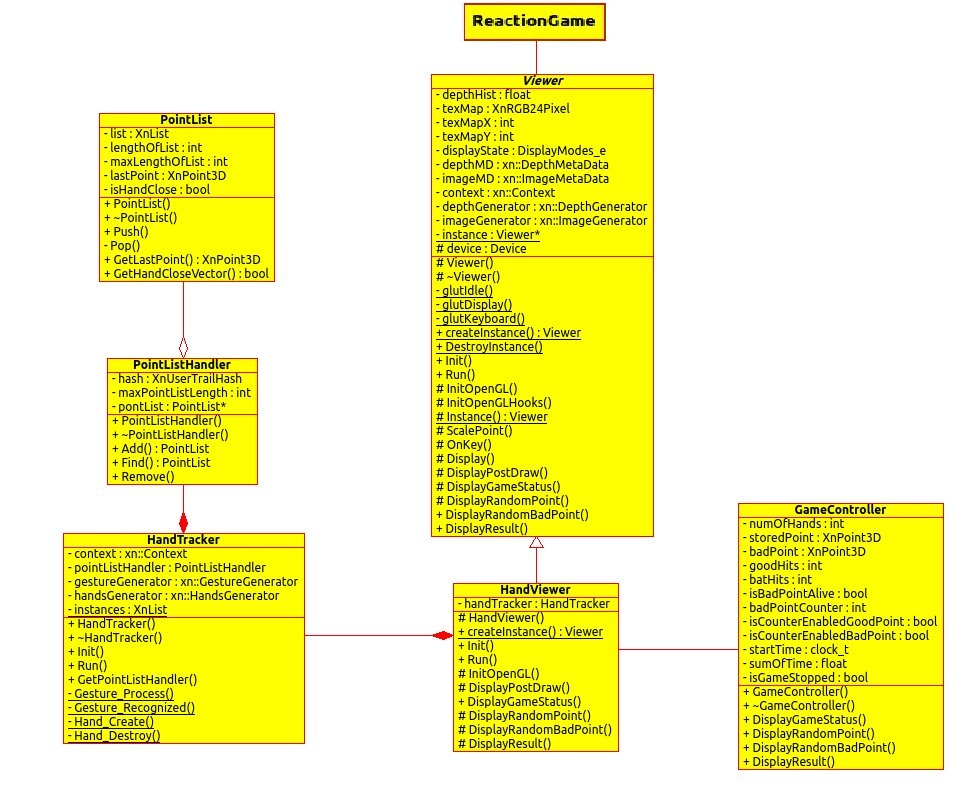 ReactionGame
Viewer
- depthHist : float
- texMap : XnRGB24Pixel
- texMapX : int
- texMapY : int
- displayState : DisplayModes_e
- depthMD : xn::DepthMetaData
- imageMD : xn::ImageMetaData
- context : xn::Context
- depthGenerator : xn::DepthGenerator
- imageGenerator : xn::ImageGenerator
- instance : Viewer*
# device : Device
# Viewer()
# ~Viewer()
- glutIdle()
- glutDisplay()
- glutKeyboard()
+ createInstance() : Viewer
+ DestroyInstance()
+ Init()
+ Run()
# InitOpenGL()
# InitOpenGLHooks()
# Instance() : Viewer
# ScalePoint()
# OnKey()
# Display()
# DisplayPostDraw()
# DisplayGameStatus()
# DisplayRandomPoint()
+ DisplayRandomBadPoint()
+ DisplayResult()
PointList
- list : XnList
- lengthOfList : int
- maxLengthOfList : int
- lastPoint : XnPoint3D
- isHandClose : bool
+ PointList()
+ ~PointList()
+ Push()
- Pop()
+ GetLastPoint() : XnPoint3D
+ GetHandCloseVector() : bool
PointListHandler
- hash : XnUserTrailHash
- maxPointListLength : int
- pontList : PointList*
+ PointListHandler()
+ ~PointListHandler()
+ Add() : PointList
+ Find() : PointList
+ Remove()
HandTracker
- context : xn::Context
- pointListHandler : PointListHandler
- gestureGenerator : xn::GestureGenerator
- handsGenerator : xn::HandsGenerator
- instances : XnList
+ HandTracker()
+ ~HandTracker()
+ Init()
+ Run()
+ GetPointListHandler()
- Gesture_Process()
- Gesture_Recognized()
- Hand_Create()
- Hand_Destroy()
HandViewer
- handTracker : HandTracker
# HandViewer()
+ createInstance() : Viewer
+ Init()
+ Run()
# InitOpenGL()
# DisplayPostDraw()
+ DisplayGameStatus()
# DisplayRandomPoint()
# DisplayRandomBadPoint()
# DisplayResult()
GameController
- numOfHands : int
- storedPoint : XnPoint3D
- badPoint : XnPoint3D
- goodHits : int
- batHits : int
- isBadPointAlive : bool
- badPointCounter : int
- isCounterEnabledGoodPoint : bool
- isCounterEnabledBadPoint : bool
- startTime : clock_t
- sumOfTime : float
- isGameStopped : bool
+ GameController()
+ ~GameController()
+ DisplayGameStatus()
+ DisplayRandomPoint()
+ DisplayRandomBadPoint()
+ DisplayResult()